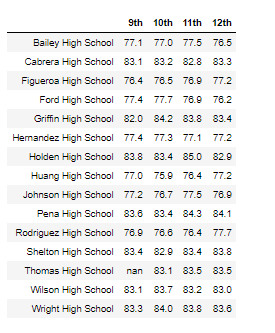 9th 10th 11th 12th
Bailey High School 77.1 77.0 77.5 76.5
Cabrera High School 83.1 83.2 82.8 83.3
Figueroa High School 76.4 76.5 76.9 77.2
Ford High School 77.4 77.7 76.9 76.2
Griffin High School 82.0 84.2 83.8 83.4
Hernandez High School 77.4 77.3 77.1 77.2
Holden High School 83.8 83.4 85.0 82.9
Huang High School 77.0 75.9 76.4 77.2
Johnson High School 77.2 76.7 77.5 76.9
Pena High School 83.6 83.4 84.3 84.1
Rodriguez High School 76.9 76.6 76.4 77.7
Shelton High School 83.4 82.9 83.4 83.8
Thomas High School nan 83.1 83.5 83.5
Wilson High School 83.1 83.7 83.2 83.0
Wright High School 83.3 84.0 83.8 83.6